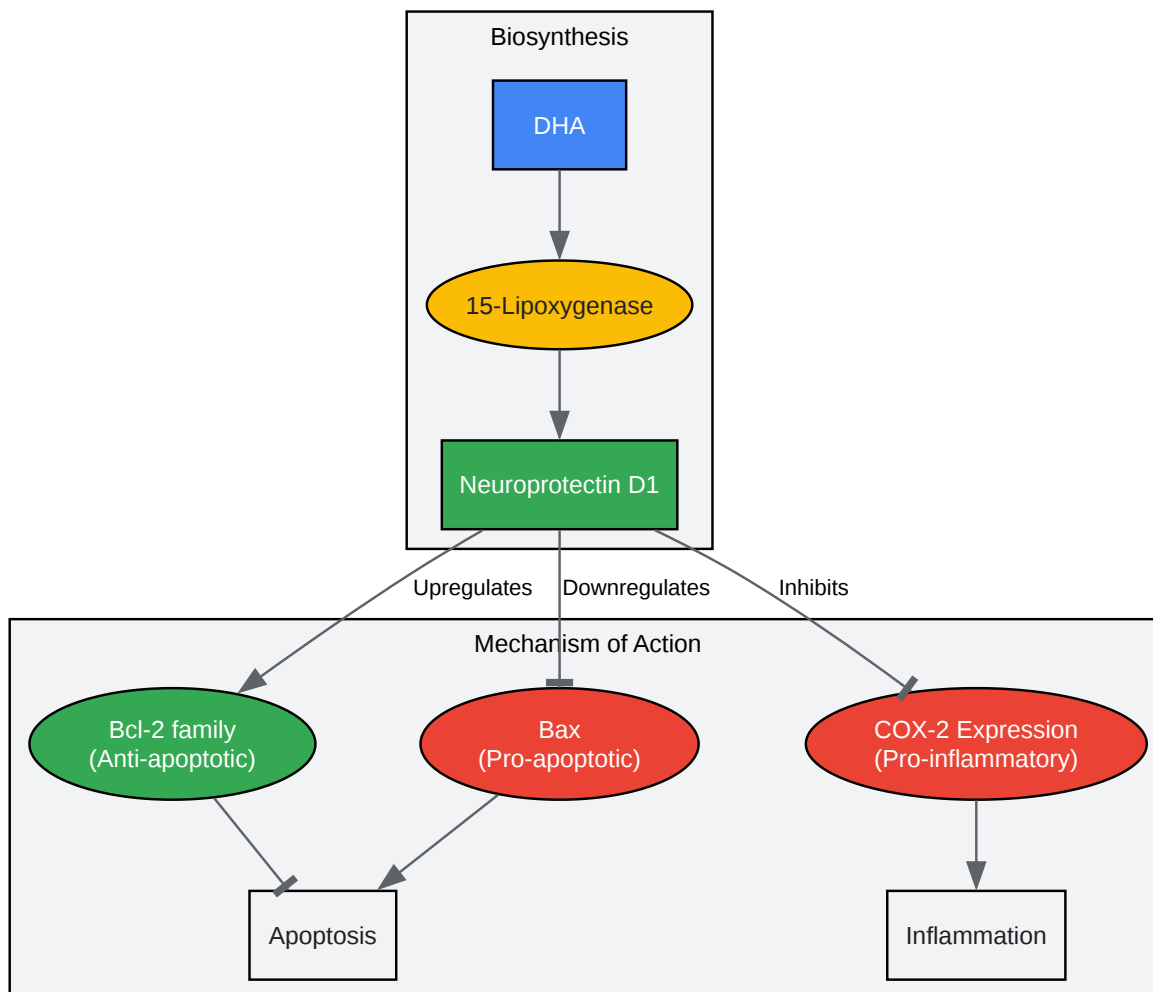 Biosynthesis
DHA
15-Lipoxygenase
Neuroprotectin D1
Upregulates
Downregulates
Inhibits
Mechanism of Action
Bcl-2 family
(Anti-apoptotic)
Bax
(Pro-apoptotic)
COX-2 Expression
(Pro-inflammatory)
Apoptosis
Inflammation